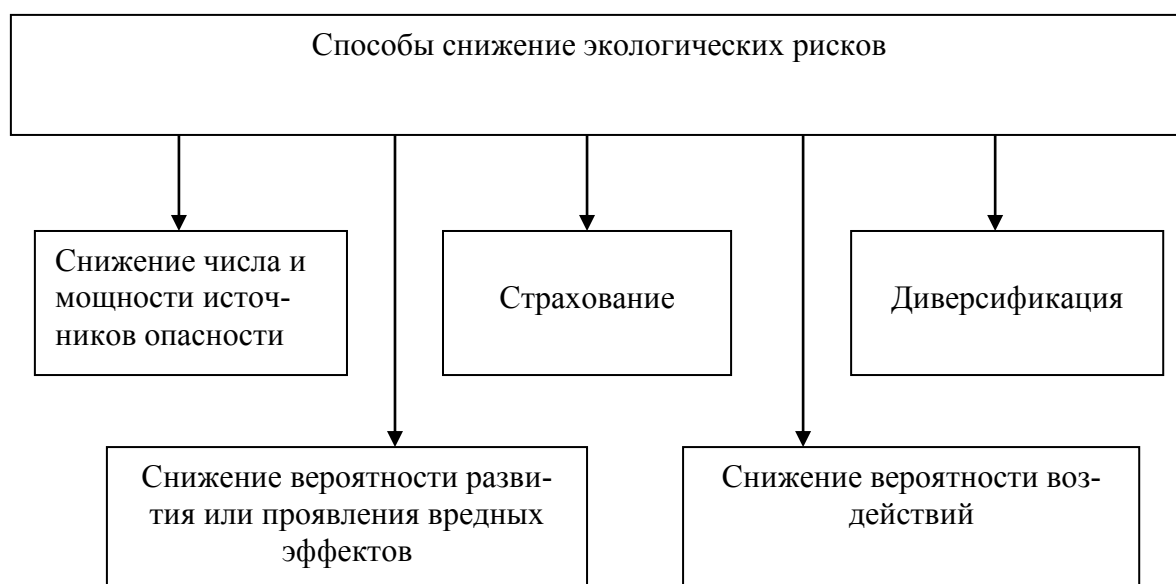 Способы снижение экологических рисков
Снижение числа и
мощности источ-
ников опасности
Страхование
Диверсификация
Снижение вероятности разви-
тия или проявления вредных
эффектов
Снижение вероятности воз-
действий